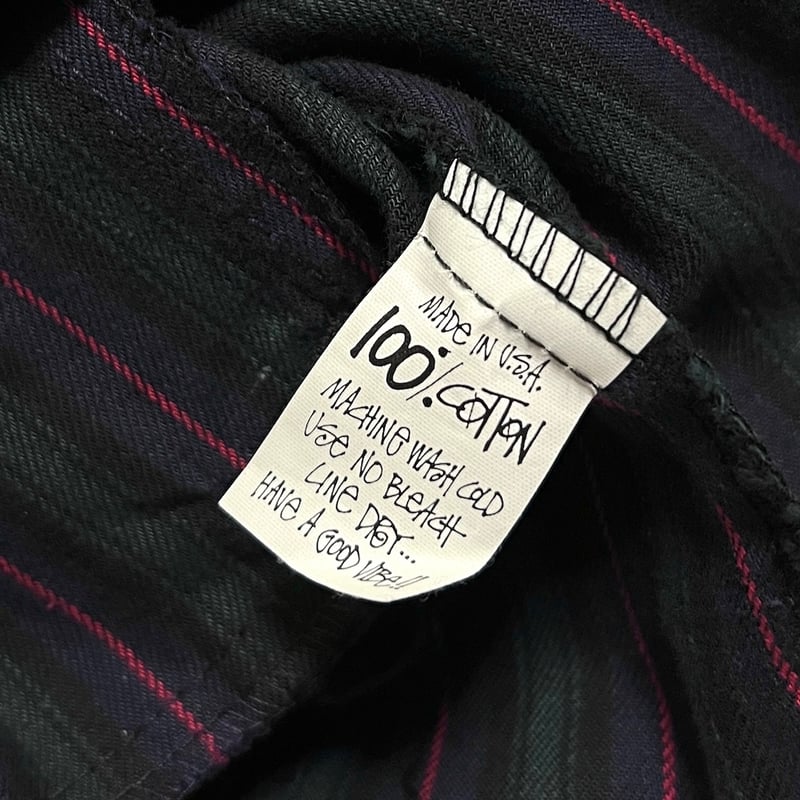 MADE IN U.S.A.
100% COTTON
MACHINE WASH COLD
USE NO BLEACH
LINE DRY...
HAVE A GOOD VIBE!!